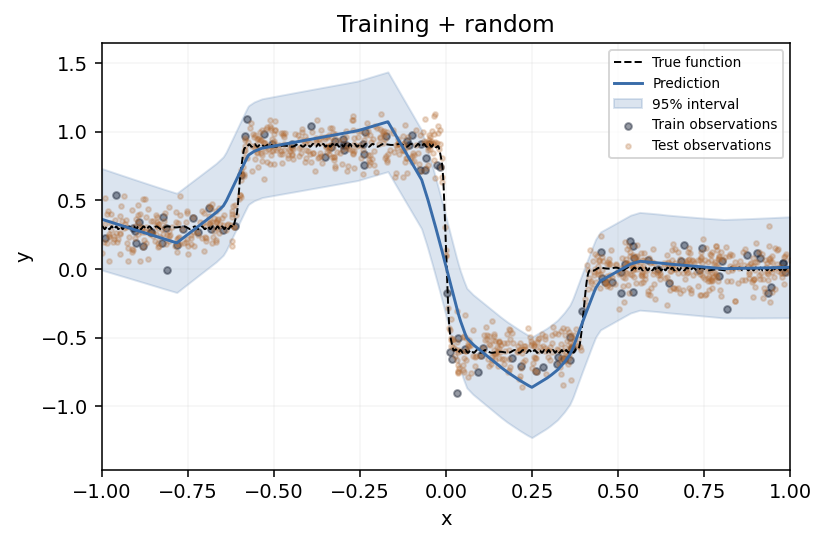 Training + random
True function
Prediction
95% interval
Train observations
Test observations
y
1.5
1.0
0.5
0.0
−0.5
−1.0
−1.00 −0.75 −0.50 −0.25 0.00 0.25 0.50 0.75 1.00
x